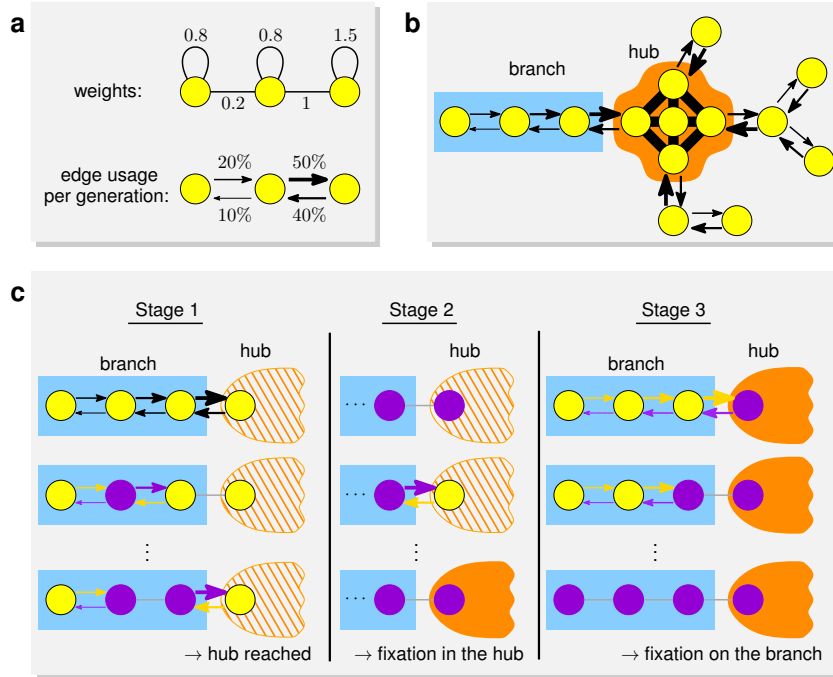 a
0.8 0.8 1.5
weights:
0.2 1
edge usage
per generation:
20% 50%
10% 40%
b
branch
hub
c
Stage 1
branch
hub
⋮
→ hub reached
Stage 2
hub
···
···
⋮
···
→ fixation in the hub
Stage 3
branch
hub
⋮
→ fixation on the branch